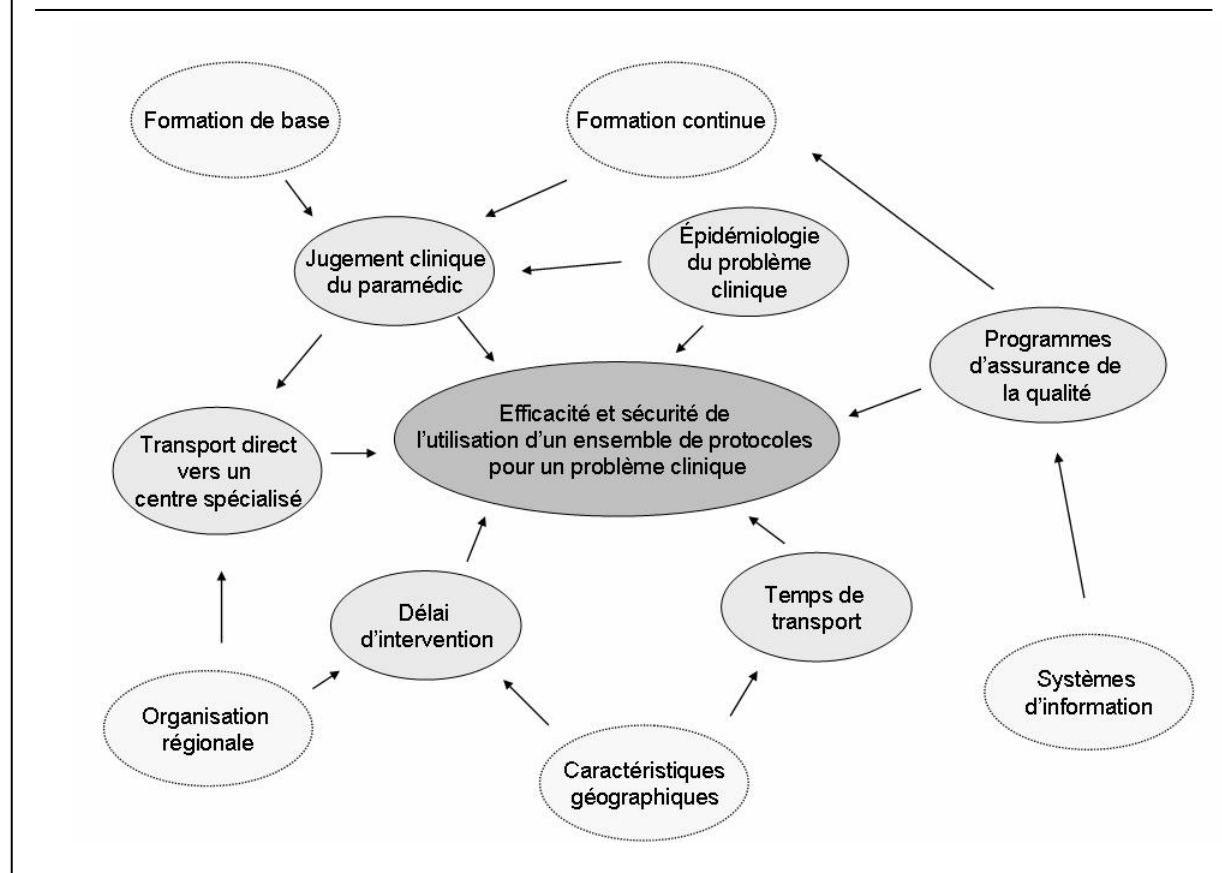 Formation de base
Formation continue
Jugement clinique
du paramédic
Épidémiologie
du problème
clinique
Programmes
d'assurance de
la qualité
Efficacité et sécurité de
l'utilisation d'un ensemble de protocoles
pour un problème clinique
Transport direct
vers un
centre spécialisé
Délai
d'intervention
Temps de
transport
Systèmes
d'information
Organisation
régionale
Caractéristiques
géographiques